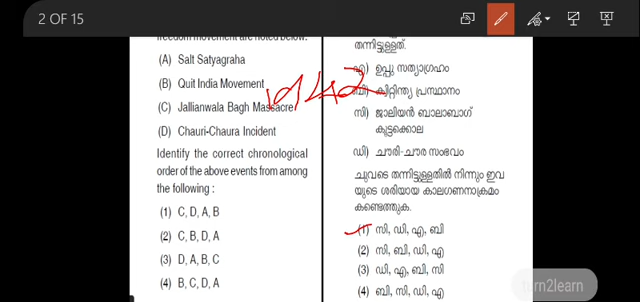 2 OF 15
freedom movement are noted below:
(A) Salt Satyagraha
(B) Quit India Movement
(C) Jallianwala Bagh Massacre
(D) Chauri-Chaura Incident
Identify the correct chronological
order of the above events from among
the following :
(1) C, D, A, B
(2) C, B, D, A
(3) D, A, B, C
(4) B, C, D, A
തന്നിട്ടുള്ളത്.
എ) ഉപ്പു സത്യാഗ്രഹം
ബി) ക്വിറ്റിന്ത്യ പ്രസ്ഥാനം
1942
സി) ജാലിയൻ ബാലാബാഗ്
കൂട്ടക്കൊല
ഡി) ചൗരി-ചൗര സംഭവം
ചുവടെ തന്നിട്ടുള്ളതിൽ നിന്നും ഇവ
യുടെ ശരിയായ കാലഗണനാക്രമം
കണ്ടെത്തുക.
(1) സി, ഡി, എ, ബി
(2) സി, ബി, ഡി, എ
(3) ഡി, എ, ബി, സി
(4) ബി, സി, ഡി, എ
turn2learn